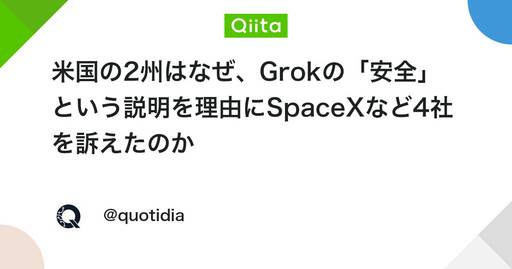 Qiita
米国の2州はなぜ、Grokの「安全」
という説明を理由にSpaceXなど4社
を訴えたのか
@quotidia